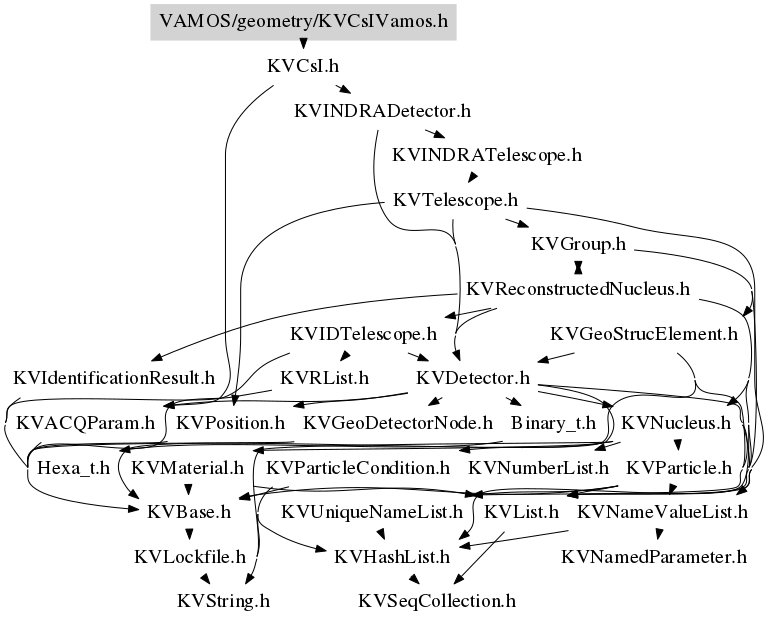 VAMOS/geometry/KVCsIVamos.h
KVCsI.h
KVINDRADetector.h
KVINDRATelescope.h
KVTelescope.h
KVGroup.h
KVReconstructedNucleus.h
KVIDTelescope.h KVGeoStrucElement.h
KVIdentificationResult.h KVRList.h KVDetector.h
KVACQParam.h KVPosition.h KVGeoDetectorNode.h Binary_t.h KVNucleus.h
Hexa_t.h KVMaterial.h KVParticleCondition.h KVNumberList.h KVParticle.h
KVBase.h KVUniqueNameList.h KVList.h KVNameValueList.h
KVLockfile.h KVHashList.h KVNamedParameter.h
KVString.h KVSeqCollection.h